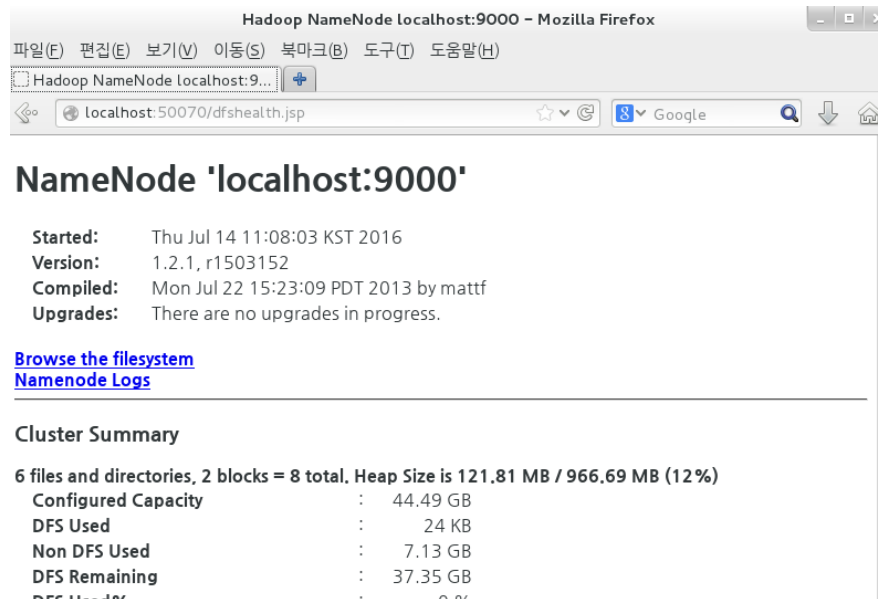 Hadoop NameNode localhost:9000 - Mozilla Firefox
파일(F) 편집(E) 보기(V) 이동(S) 북마크(B) 도구(T) 도움말(H)
Hadoop NameNode localhost:9...
localhost:50070/dfshealth.jsp
Google
NameNode 'localhost:9000'
Started: Thu Jul 14 11:08:03 KST 2016
Version: 1.2.1, r1503152
Compiled: Mon Jul 22 15:23:09 PDT 2013 by mattf
Upgrades: There are no upgrades in progress.
Browse the filesystem
Namenode Logs
Cluster Summary
6 files and directories, 2 blocks = 8 total. Heap Size is 121.81 MB / 966.69 MB (12%)
Configured Capacity : 44.49 GB
DFS Used : 24 KB
Non DFS Used : 7.13 GB
DFS Remaining : 37.35 GB
DFS Used% : 0 %